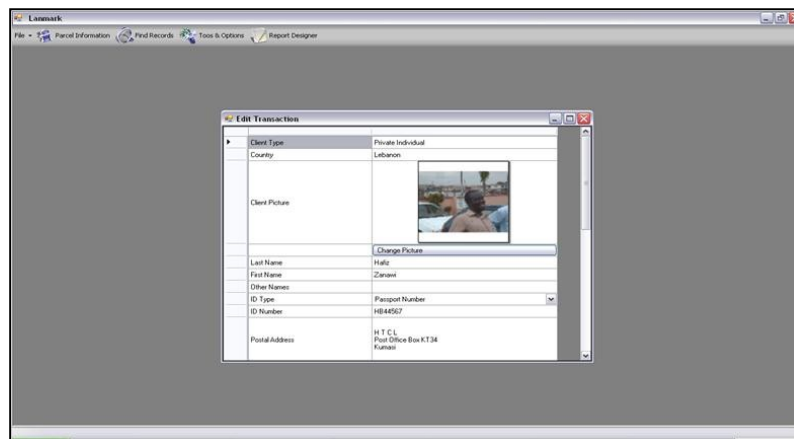 Lanmark
File Parcel Information Find Records Toos & Options Report Designer
Edit Transaction
Client Type Private Individual
Country Lebanon
Client Picture
Change Picture
Last Name Hafiz
First Name Zanawi
Other Names
ID Type Passport Number
ID Number HB44567
Postal Address
H T C L
Post Office Box KT34
Kumasi